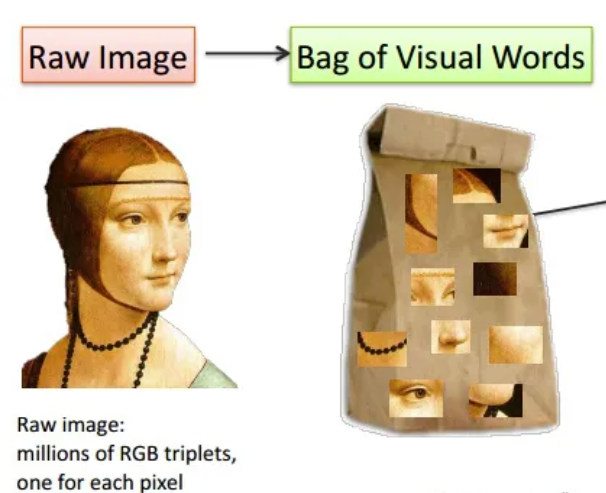 Raw Image
Bag of Visual Words
Raw image:
millions of RGB triplets,
one for each pixel